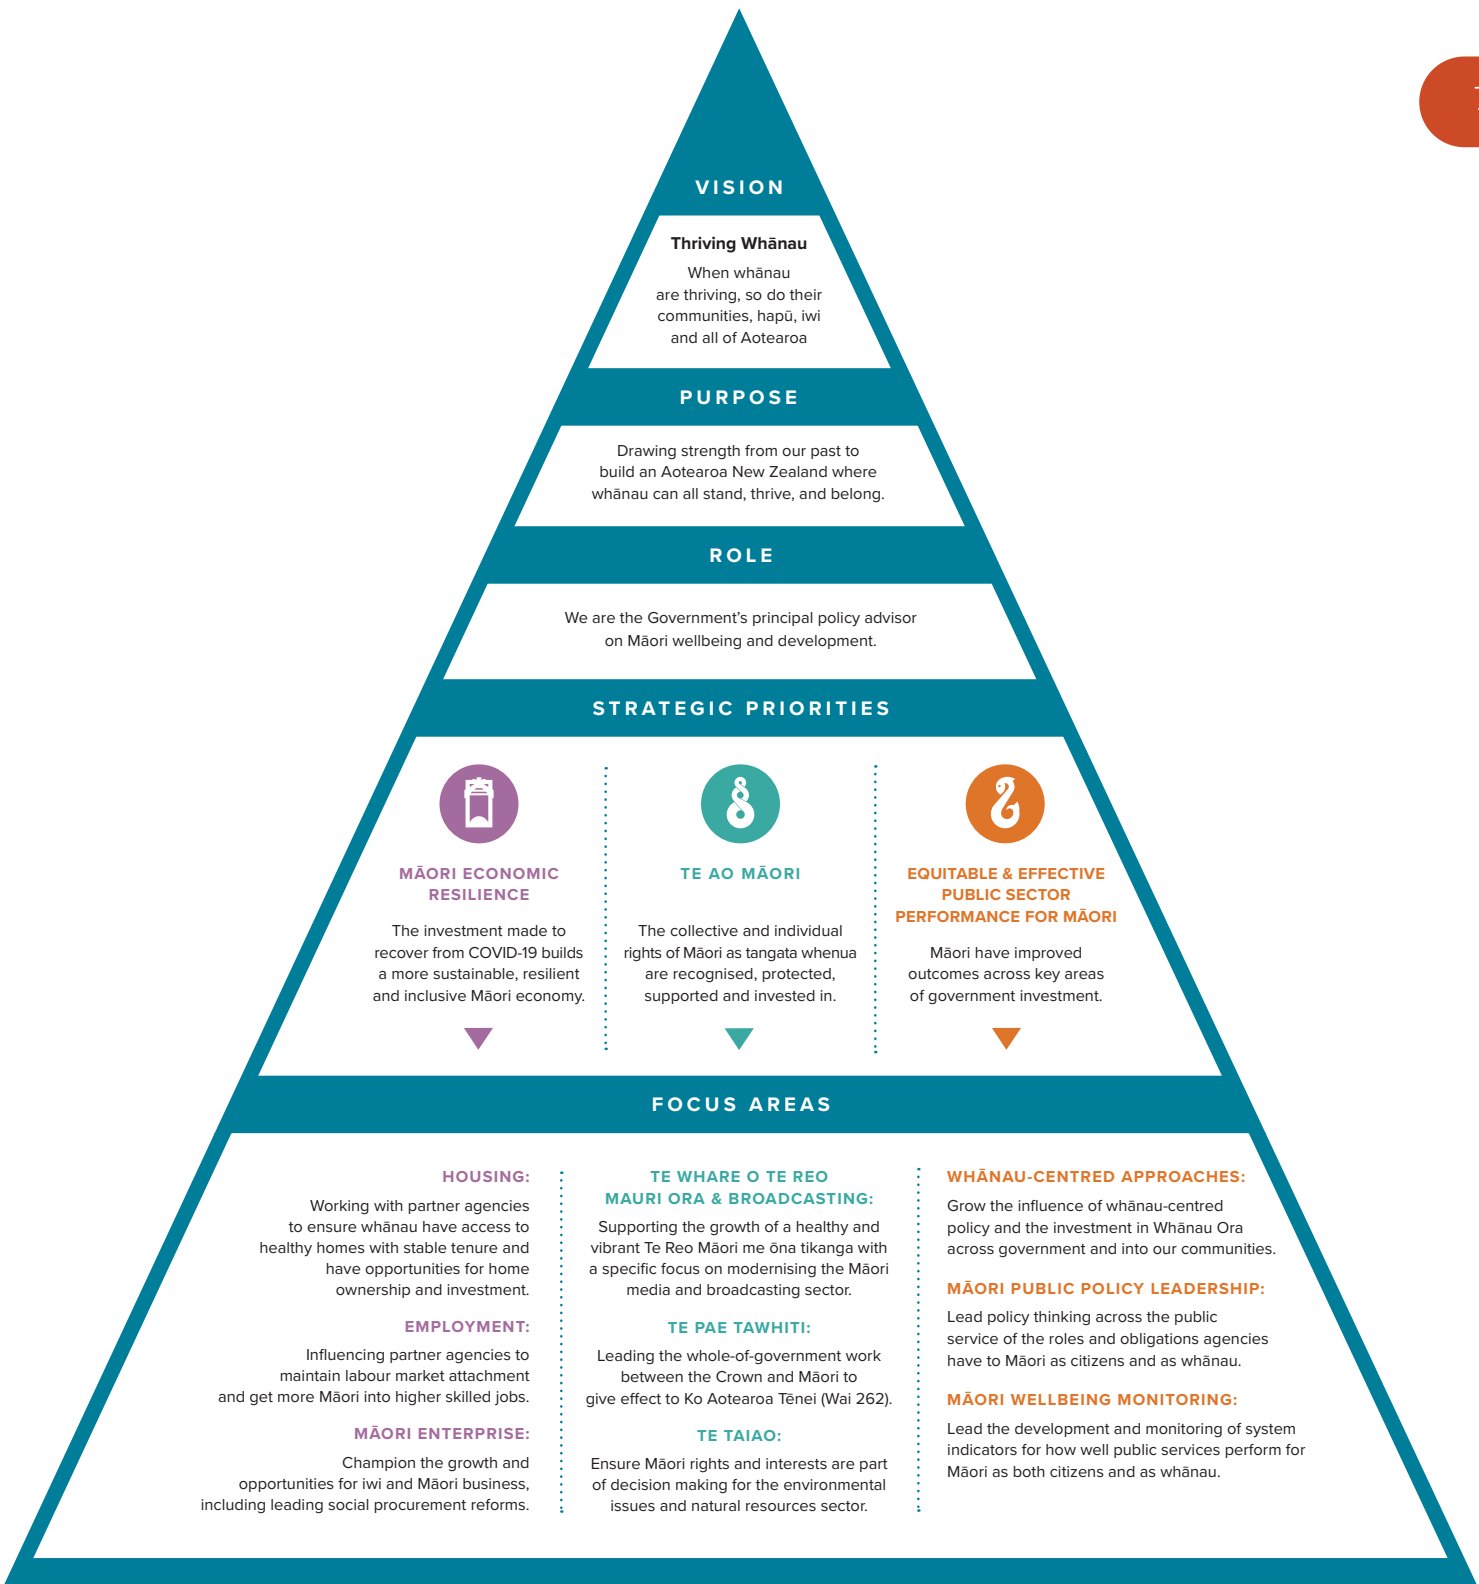 VISION
Thriving Whānau
When whānau
are thriving, so do their
communities, hapū, iwi
and all of Aotearoa
PURPOSE
Drawing strength from our past to
build an Aotearoa New Zealand where
whānau can all stand, thrive, and belong.
ROLE
We are the Government's principal policy advisor
on Māori wellbeing and development.
STRATEGIC PRIORITIES
MĀORI ECONOMIC
RESILIENCE
The investment made to
recover from COVID-19 builds
a more sustainable, resilient
and inclusive Māori economy.
TE AO MĀORI
The collective and individual
rights of Māori as tangata whenua
are recognised, protected,
supported and invested in.
EQUITABLE & EFFECTIVE
PUBLIC SECTOR
PERFORMANCE FOR MĀORI
Māori have improved
outcomes across key areas
of government investment.
FOCUS AREAS
HOUSING:
Working with partner agencies
to ensure whānau have access to
healthy homes with stable tenure and
have opportunities for home
ownership and investment.
EMPLOYMENT:
Influencing partner agencies to
maintain labour market attachment
and get more Māori into higher skilled jobs.
MĀORI ENTERPRISE:
Champion the growth and
opportunities for iwi and Māori business,
including leading social procurement reforms.
TE WHARE O TE REO
MAURI ORA & BROADCASTING:
Supporting the growth of a healthy and
vibrant Te Reo Māori me ōna tikanga with
a specific focus on modernising the Māori
media and broadcasting sector.
TE PAE TAWHITI:
Leading the whole-of-government work
between the Crown and Māori to
give effect to Ko Aotearoa Tēnei (Wai 262).
TE TAIAO:
Ensure Māori rights and interests are part
of decision making for the environmental
issues and natural resources sector.
WHĀNAU-CENTRED APPROACHES:
Grow the influence of whānau-centred
policy and the investment in Whānau Ora
across government and into our communities.
MĀORI PUBLIC POLICY LEADERSHIP:
Lead policy thinking across the public
service of the roles and obligations agencies
have to Māori as citizens and as whānau.
MĀORI WELLBEING MONITORING:
Lead the development and monitoring of system
indicators for how well public services perform for
Māori as both citizens and as whānau.